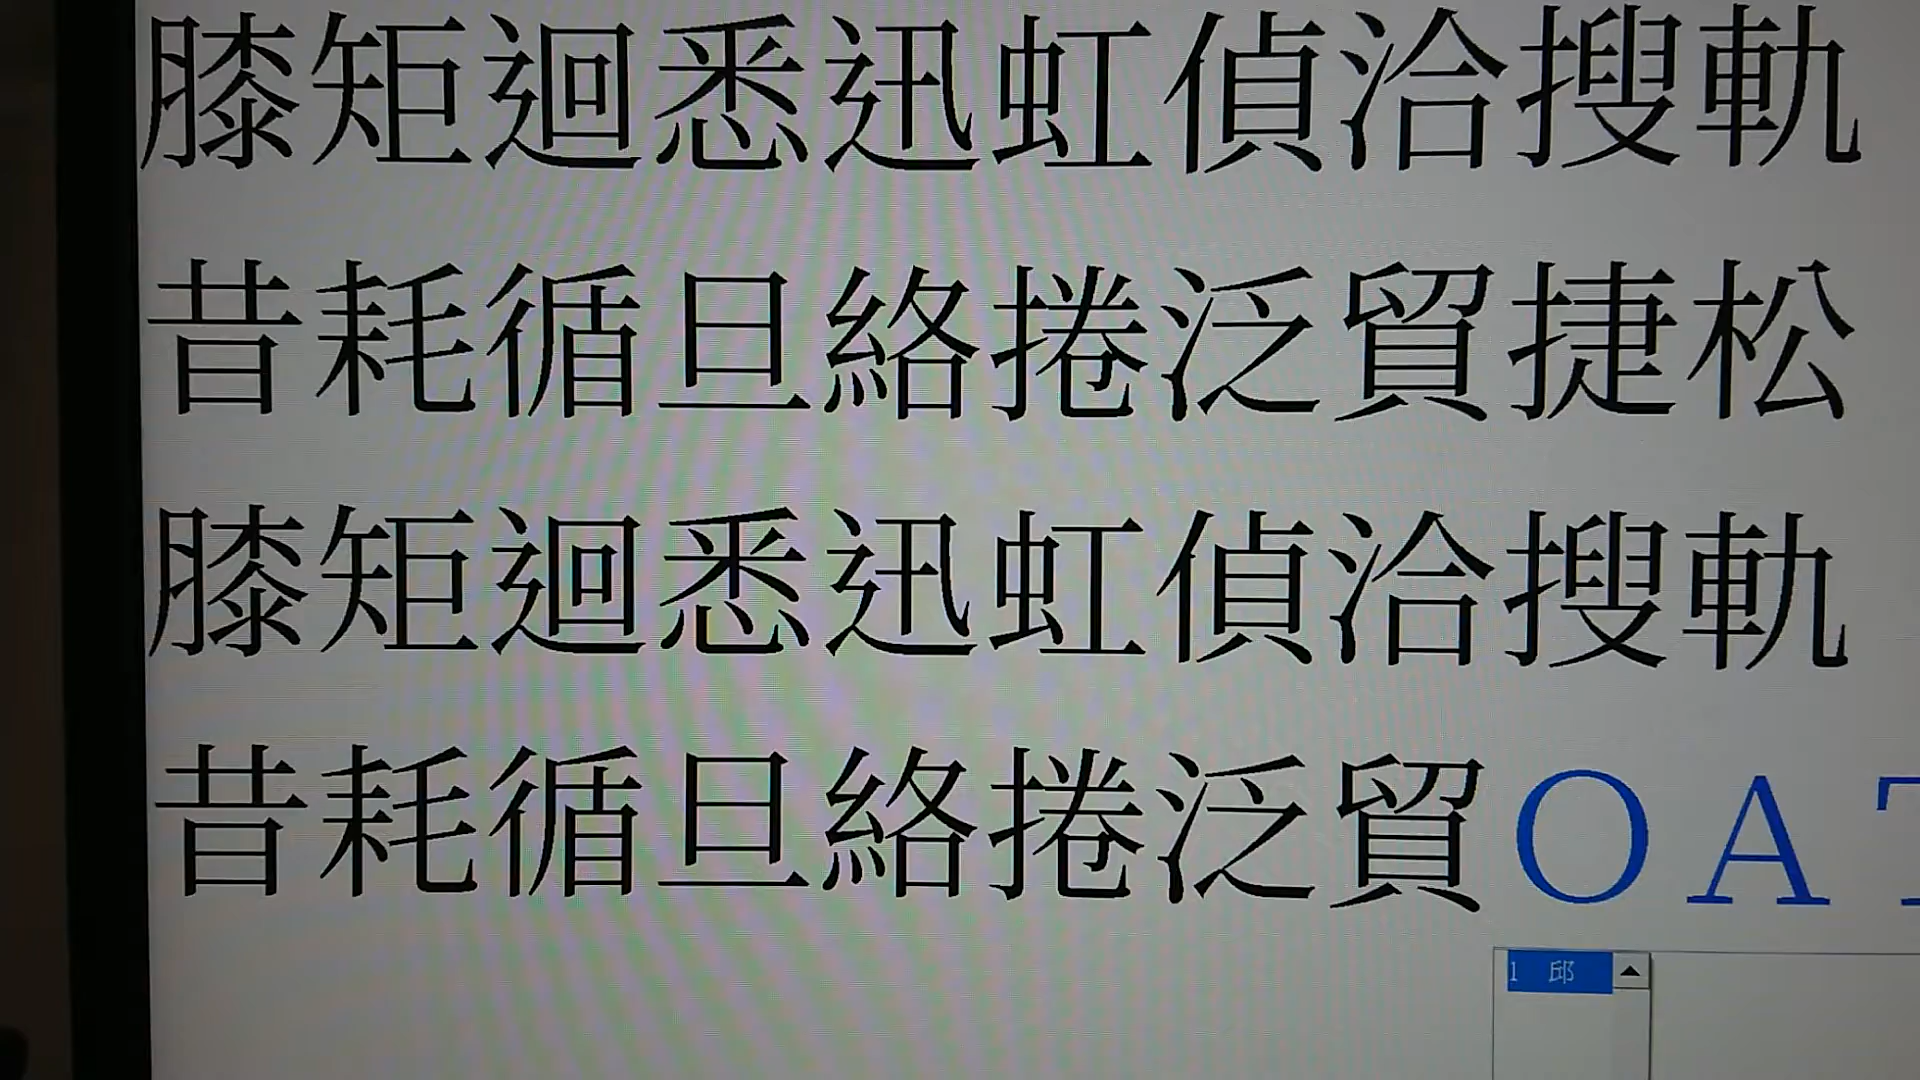 膝矩迴悉迅虹偵洽搜軌
昔耗循旦絡捲泛貿捷松
膝矩迴悉迅虹偵洽搜軌
昔耗循旦絡捲泛貿ＯＡ
1 邱